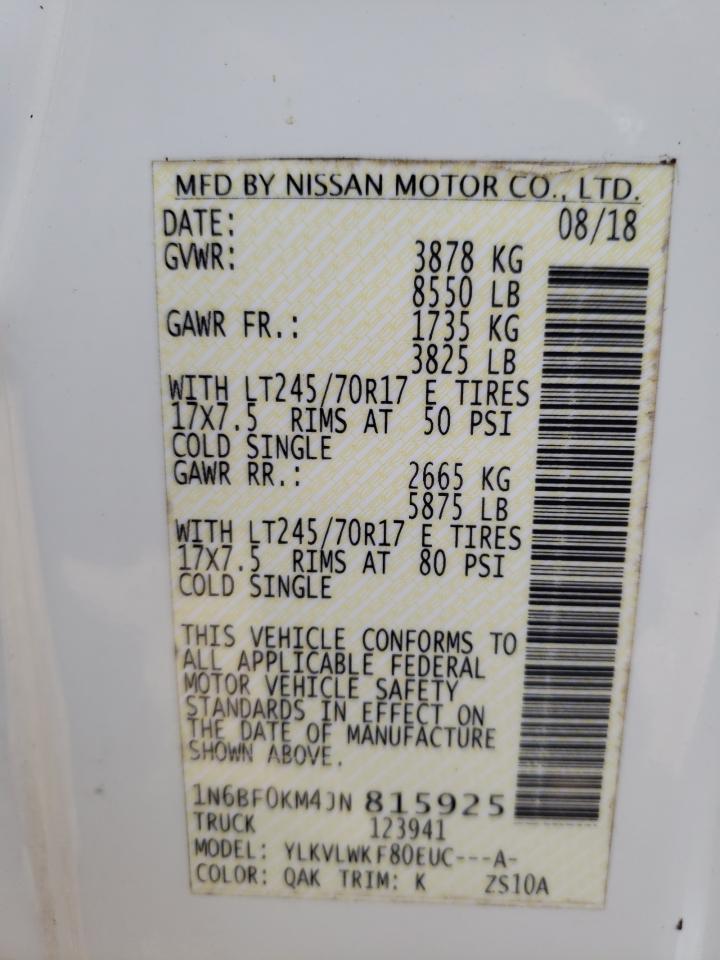 MFD BY NISSAN MOTOR CO., LTD.
DATE: 08/18
GVWR: 3878 KG
8550 LB
GAWR FR.: 1735 KG
3825 LB
WITH LT245/70R17 E TIRES
17X7.5 RIMS AT 50 PSI
COLD SINGLE
GAWR RR.: 2665 KG
5875 LB
WITH LT245/70R17 E TIRES
17X7.5 RIMS AT 80 PSI
COLD SINGLE
THIS VEHICLE CONFORMS TO
ALL APPLICABLE FEDERAL
MOTOR VEHICLE SAFETY
STANDARDS IN EFFECT ON
THE DATE OF MANUFACTURE
SHOWN ABOVE.
1N6BF0KM4JN 815925
TRUCK 123941
MODEL: YLKVLWKF80EUC---A-
COLOR: QAK TRIM: K ZS10A